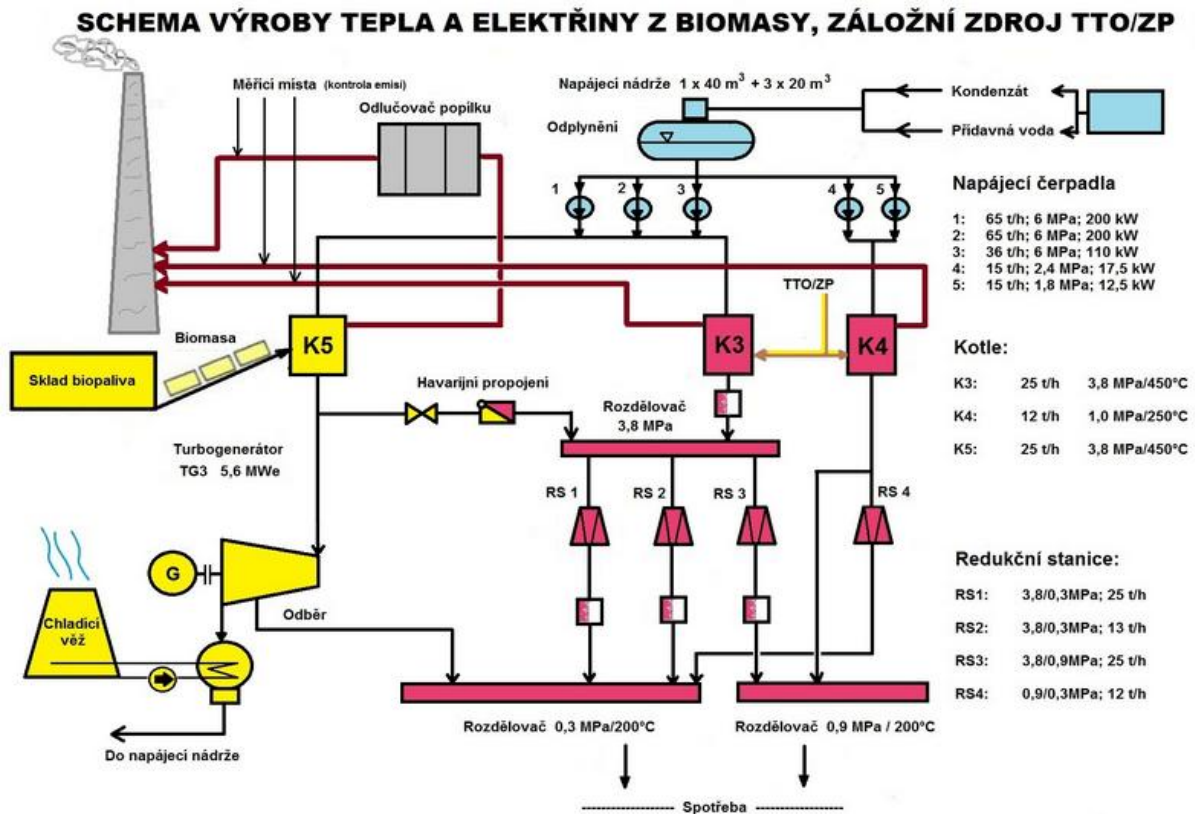 SCHEMA VÝROBY TEPLA A ELEKTŘINY Z BIOMASY, ZÁLOŽNÍ ZDROJ TTO/ZP
Měřicí místa (kontrola emisí)
Odlučovač popílku
Napájecí nádrže 1 x 40 m³ + 3 x 20 m³
Odplynění
Kondenzát
Přídavná voda
1
2
3
4
5
Napájecí čerpadla
1: 65 t/h; 6 MPa; 200 kW
2: 65 t/h; 6 MPa; 200 kW
3: 36 t/h; 6 MPa; 110 kW
4: 15 t/h; 2,4 MPa; 17,5 kW
5: 15 t/h; 1,8 MPa; 12,5 kW
TTO/ZP
Biomasa
Sklad biopaliva
K5
K3
K4
Kotle:
K3: 25 t/h 3,8 MPa/450ºC
K4: 12 t/h 1,0 MPa/250ºC
K5: 25 t/h 3,8 MPa/450ºC
Havarijní propojení
Rozdělovač
3,8 MPa
Turbogenerátor
TG3 5,6 MWe
RS 1
RS 2
RS 3
RS 4
G
Chladicí
věž
Odběr
Redukční stanice:
RS1: 3,8/0,3MPa; 25 t/h
RS2: 3,8/0,3MPa; 13 t/h
RS3: 3,8/0,9MPa; 25 t/h
RS4: 0,9/0,3MPa; 12 t/h
Rozdělovač 0,3 MPa/200ºC
Rozdělovač 0,9 MPa / 200ºC
Do napájecí nádrže
-------------------- Spotřeba --------------------